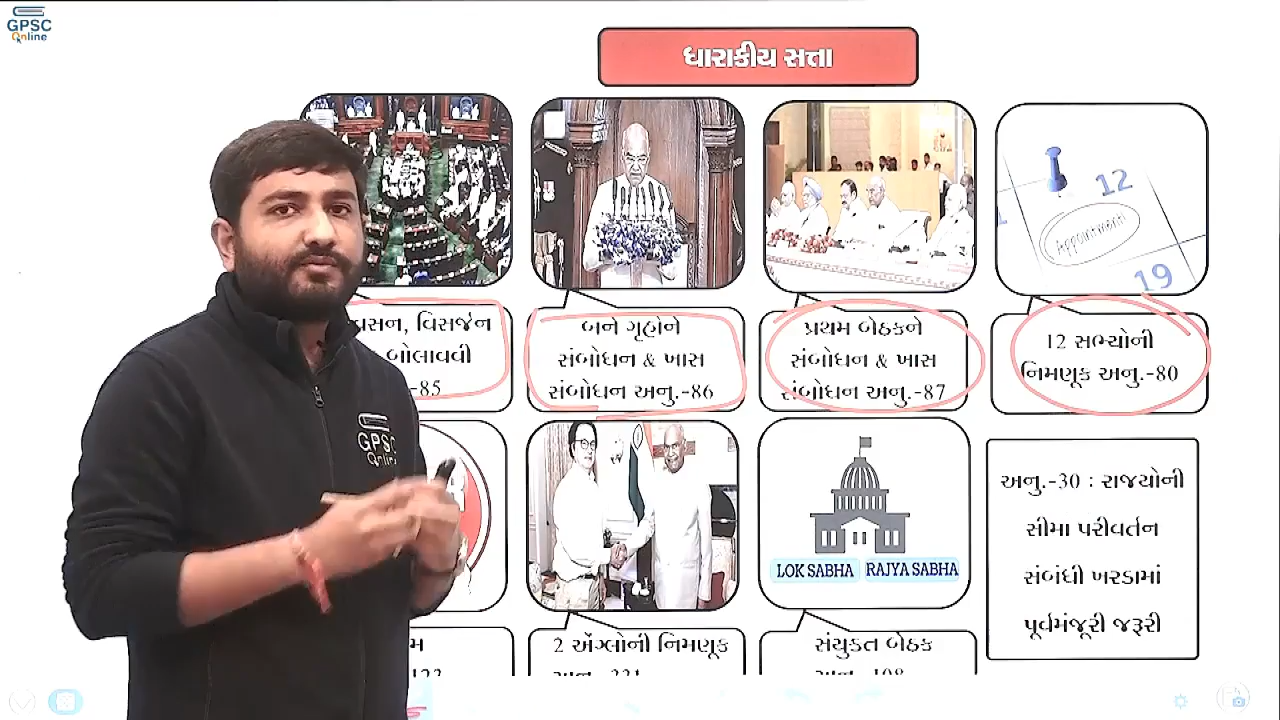 GPSC
Online
ધારાકીય સત્તા
12
Appointment
19
વિસર્જન
બોલાવવી
-85
બને ગૃહોને
સંબોધન & ખાસ
સંબોધન અનુ.-86
પ્રથમ બેઠકને
સંબોધન & ખાસ
સંબોધન અનુ.-87
12 સભ્યોની
નિમણૂક અનુ.-80
GPSC
Online
LOK SABHA RAJYA SABHA
અનુ.-30 : રાજ્યોની
સીમા પરીવર્તન
સંબંધી ખરડામાં
પૂર્વમંજૂરી જરૂરી
2 ઍંગ્લોની નિમણૂક
સંયુક્ત બેઠક